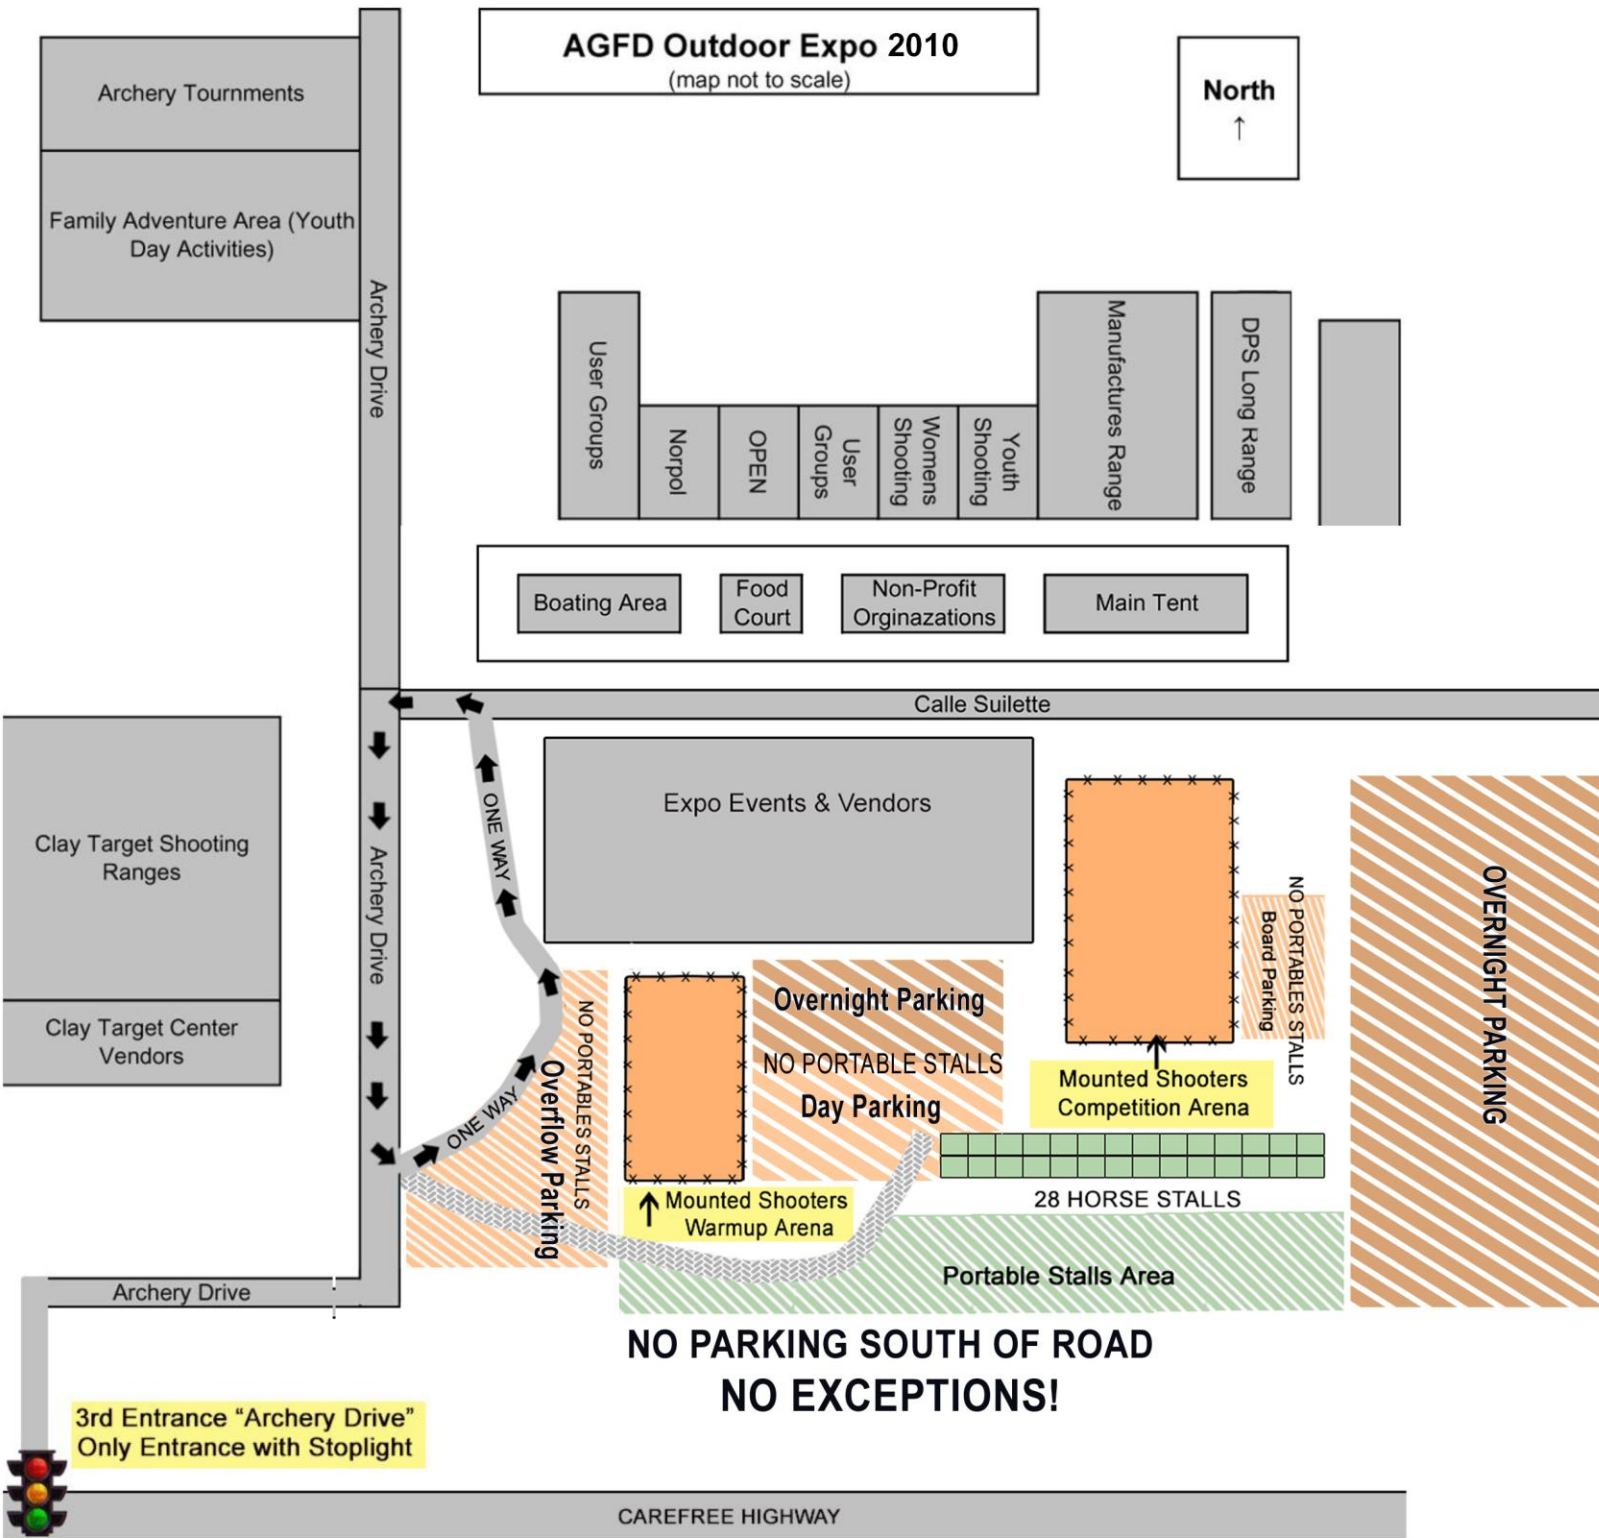 AGFD Outdoor Expo 2010
(map not to scale)
North
↑
Archery Tournments
Family Adventure Area (Youth
Day Activities)
Archery Drive
User Groups
Norpol
OPEN
User
Groups
Womens
Shooting
Youth
Shooting
Manufactures Range
DPS Long Range
Boating Area
Food
Court
Non-Profit
Orginazations
Main Tent
Calle Suilette
Clay Target Shooting
Ranges
Clay Target Center
Vendors
Archery Drive
ONE WAY
ONE WAY
Expo Events & Vendors
NO PORTABLES STALLS
Board Parking
OVERNIGHT PARKING
NO PORTABLES STALLS
Overflow Parking
Overnight Parking
NO PORTABLE STALLS
Day Parking
Mounted Shooters
Competition Arena
Mounted Shooters
Warmup Arena
28 HORSE STALLS
Portable Stalls Area
Archery Drive
NO PARKING SOUTH OF ROAD
NO EXCEPTIONS!
3rd Entrance “Archery Drive”
Only Entrance with Stoplight
CAREFREE HIGHWAY